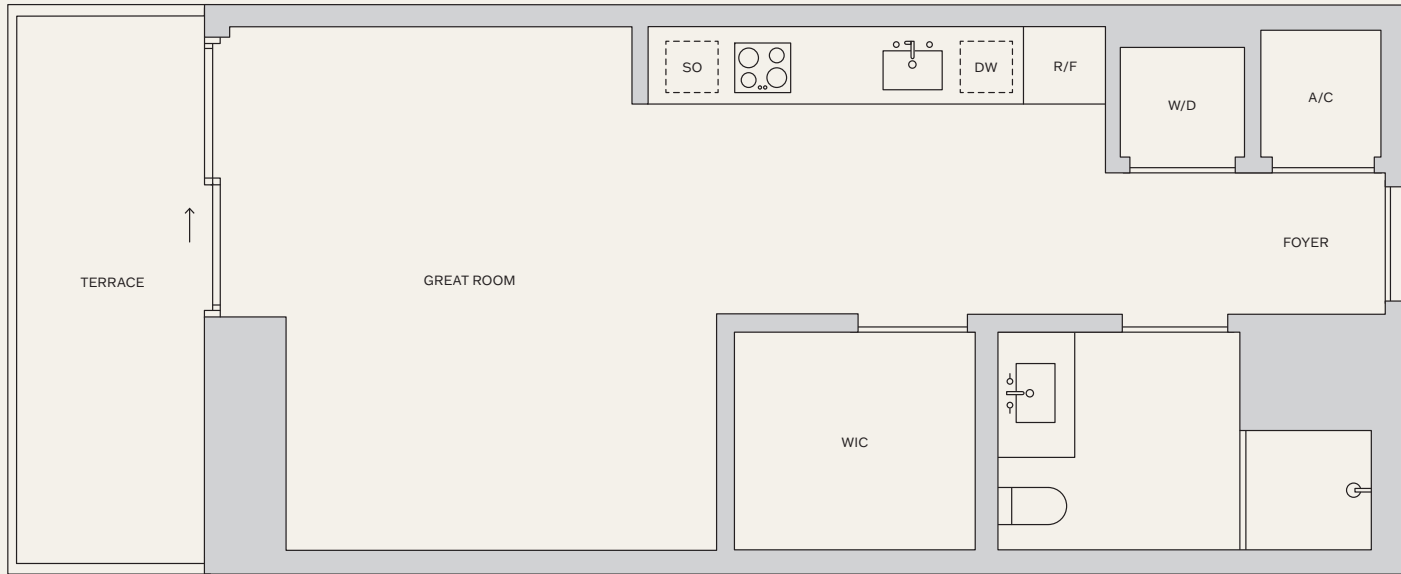 SO
DW
R/F
W/D
A/C
FOYER
TERRACE
GREAT ROOM
WIC